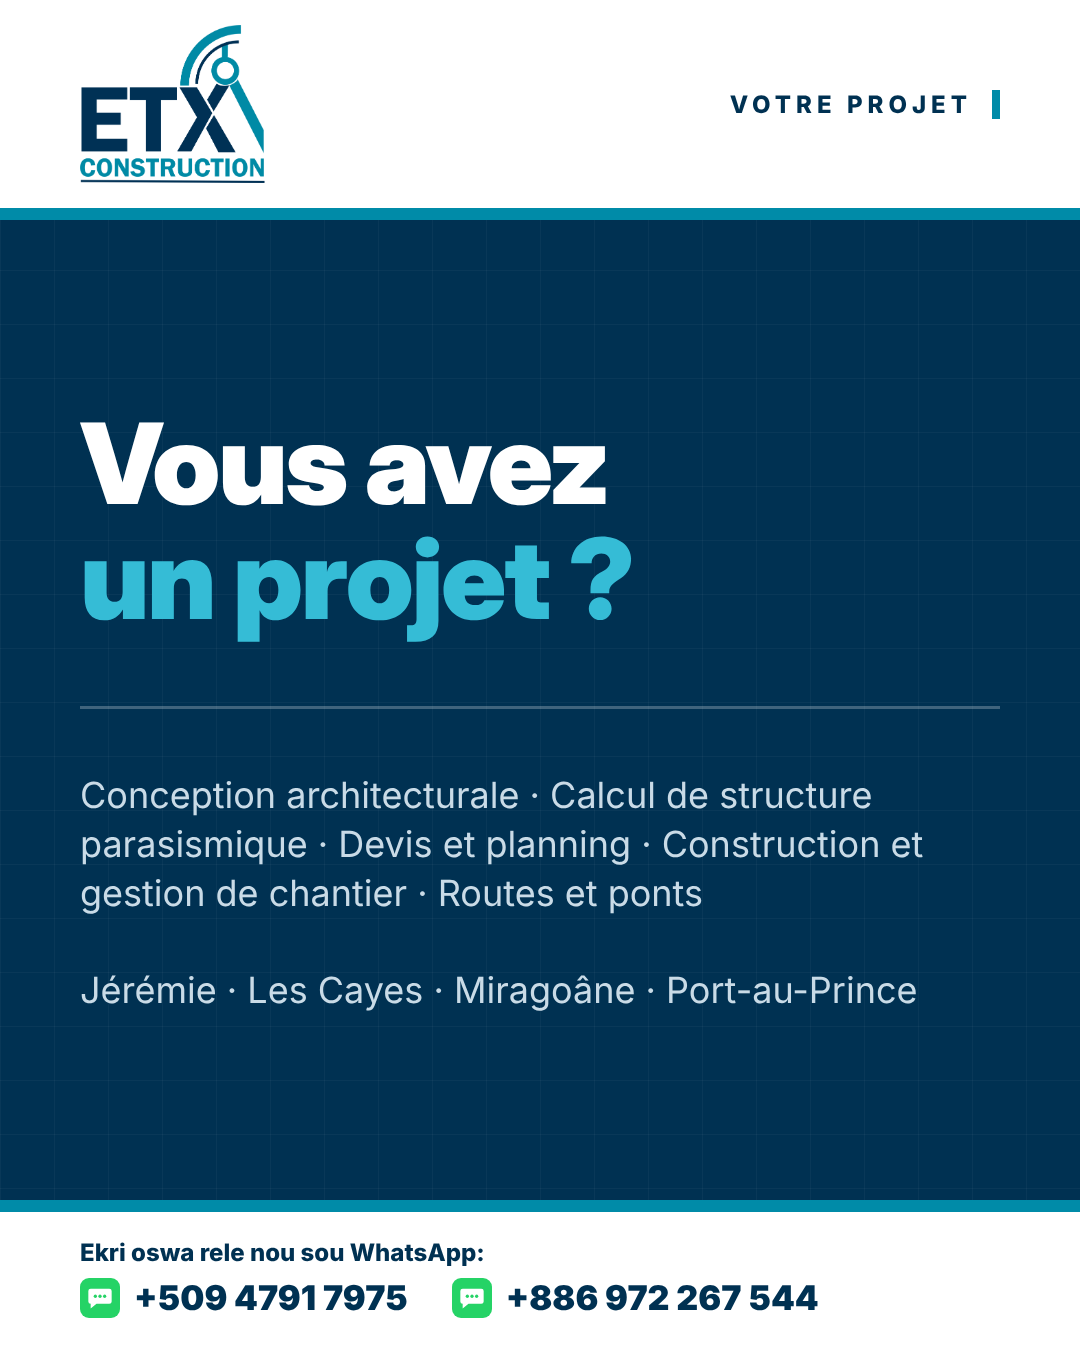 ETX
CONSTRUCTION
VOTRE PROJET
Vous avez
un projet ?
Conception architecturale · Calcul de structure
parasismique · Devis et planning · Construction et
gestion de chantier · Routes et ponts
Jérémie · Les Cayes · Miragoâne · Port-au-Prince
Ekri oswa rele nou sou WhatsApp:
+509 4791 7975 +886 972 267 544